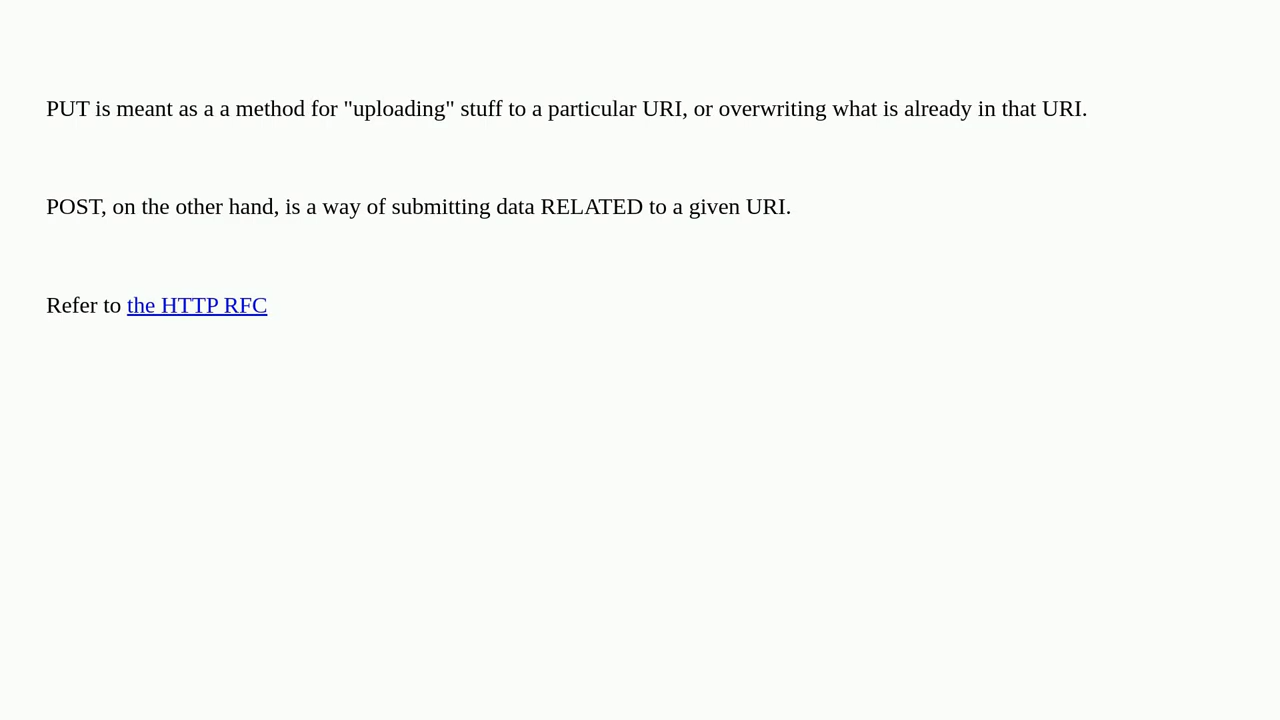 PUT is meant as a a method for "uploading" stuff to a particular URI, or overwriting what is already in that URI.
POST, on the other hand, is a way of submitting data RELATED to a given URI.
Refer to the HTTP RFC